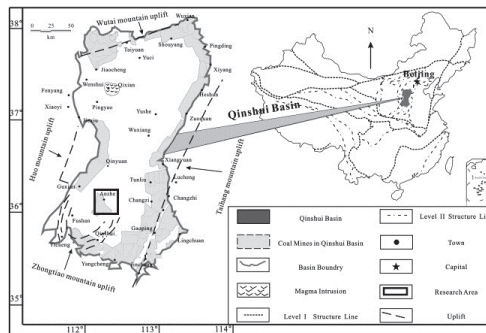 38°
0 25 50
km
Wutai mountain uplift
Yuxian
Taiyuan
Shouyang
Pingding
Yuci
Jiaocheng
Xiyang
Wenshui
Qixian
Heshun
Fenyang
Pingyao
Xiaoyi
Yushe
Zuoquan
37°
Wuxiang
Huo mountain uplift
Qinyuan
Xiangyuan
Taihang mountain uplift
Tunliu
Lucheng
Anze
Changzi
Changzhi
36°
Fushan
Qinshui
Gaoping
Lingchuan
Yicheng
Zhongtiao mountain uplift
Yangcheng
35°
112°
113°
114°
N
Beijing
Qinshui Basin
Qinshui Basin
Level II Structure Line
Coal Mines in Qinshui Basin
Town
Basin Boundry
Capital
Magma Intrusion
Research Area
Level I Structure Line
Uplift